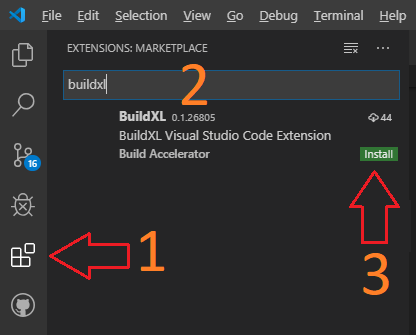 File Edit Selection View Go Debug Terminal Help
EXTENSIONS: MARKETPLACE
buildxl
2
BuildXL 0.1.26805 44
BuildXL Visual Studio Code Extension
Build Accelerator Install
16
1
3